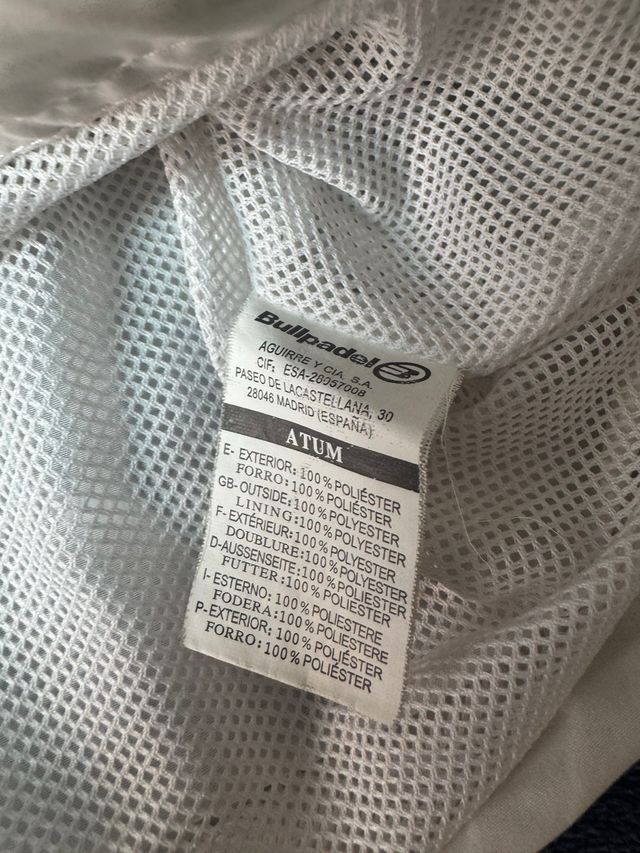 Bullpadel
AGUIRRE Y CIA, S.A.
CIF: ESA-28057008
PASEO DE LACASTELLANA, 30
28046 MADRID (ESPAÑA)
ATUM
E- EXTERIOR: 100% POLIÉSTER
FORRO: 100% POLIÉSTER
GB- OUTSIDE: 100% POLYESTER
LINING :100% POLYESTER
F- EXTÉRIEUR: 100% POLYESTER
DOUBLURE: 100% POLYESTER
D-AUSSENSEITE: 100% POLYESTER
FUTTER :100% POLIESTER
I- ESTERNO: 100% POLIESTERE
FODERA: 100% POLIESTERE
P-EXTERIOR; 100% POLIÉSTER
FORRO: 100% POLIÉSTER